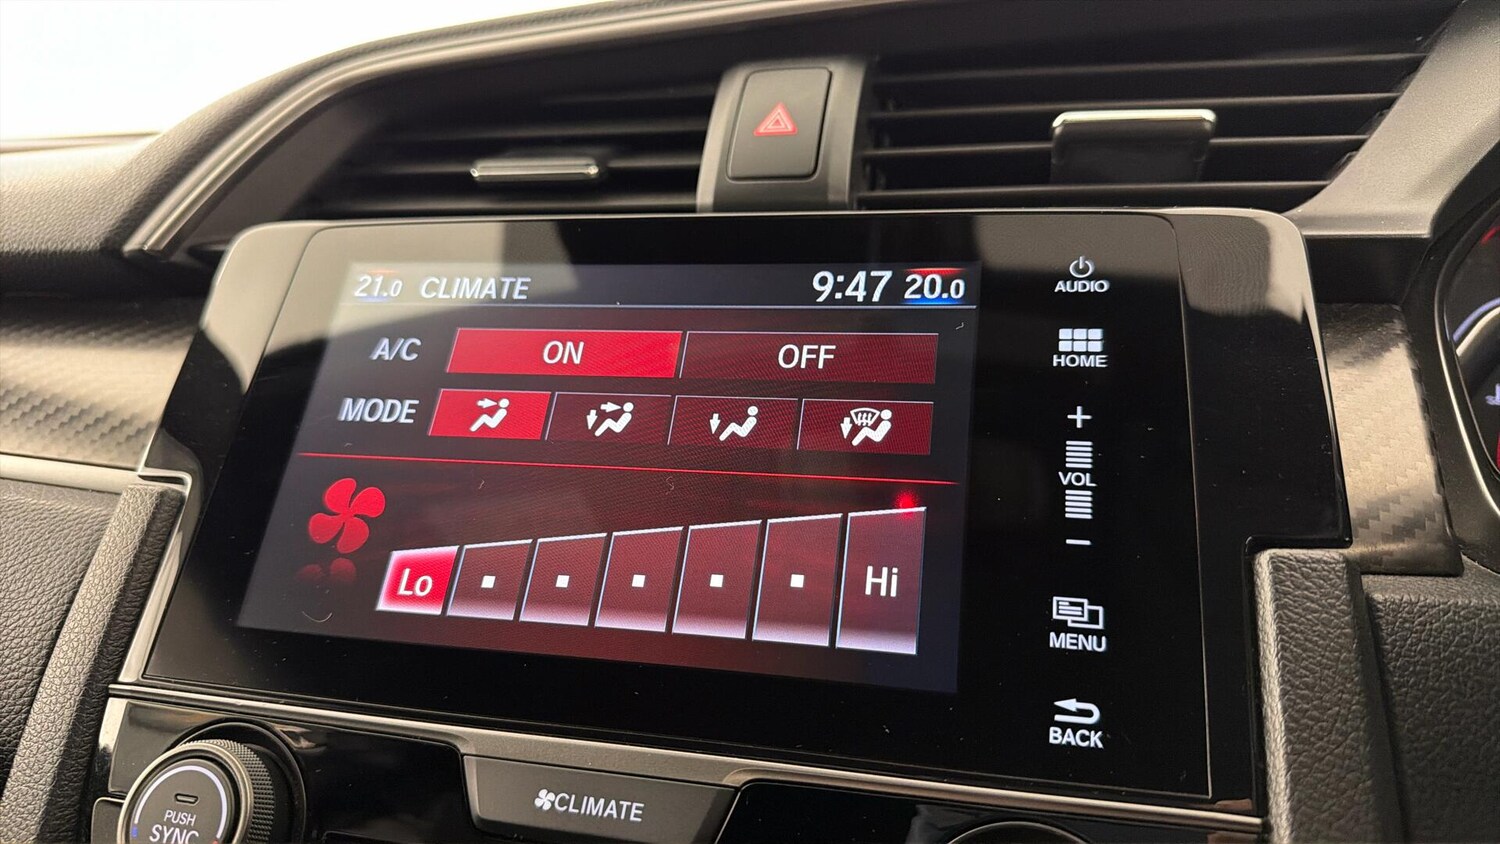 21.0 CLIMATE 9:47 20.0
A/C ON OFF
MODE
Lo Hi
AUDIO
HOME
+
VOL
−
MENU
BACK
CLIMATE
PUSH
SYNC